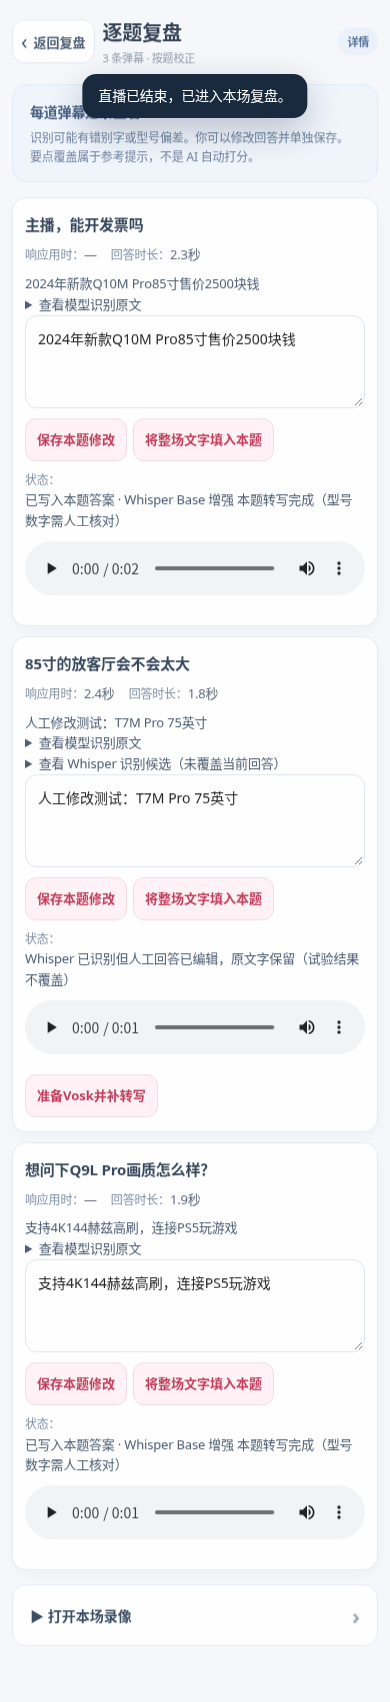 ‹ 返回复盘
逐题复盘
3 条弹幕 · 按题校正
详情
直播已结束，已进入本场复盘。
每道弹幕
识别可能有错别字或型号偏差。你可以修改回答并单独保存。
要点覆盖属于参考提示，不是 AI 自动打分。
主播，能开发票吗
响应用时： — 回答时长： 2.3秒
2024年新款Q10M Pro85寸售价2500块钱
▶ 查看模型识别原文
2024年新款Q10M Pro85寸售价2500块钱
保存本题修改
将整场文字填入本题
状态：
已写入本题答案 · Whisper Base 增强 本题转写完成（型号
数字需人工核对）
0:00 / 0:02
85寸的放客厅会不会太大
响应用时： 2.4秒 回答时长： 1.8秒
人工修改测试：T7M Pro 75英寸
▶ 查看模型识别原文
▶ 查看 Whisper 识别候选（未覆盖当前回答）
人工修改测试：T7M Pro 75英寸
保存本题修改
将整场文字填入本题
状态：
Whisper 已识别但人工回答已编辑，原文字保留（试验结果
不覆盖）
0:00 / 0:01
准备Vosk并补转写
想问下Q9L Pro画质怎么样？
响应用时： — 回答时长： 1.9秒
支持4K144赫兹高刷，连接PS5玩游戏
▶ 查看模型识别原文
支持4K144赫兹高刷，连接PS5玩游戏
保存本题修改
将整场文字填入本题
状态：
已写入本题答案 · Whisper Base 增强 本题转写完成（型号
数字需人工核对）
0:00 / 0:01
▶ 打开本场录像 ›